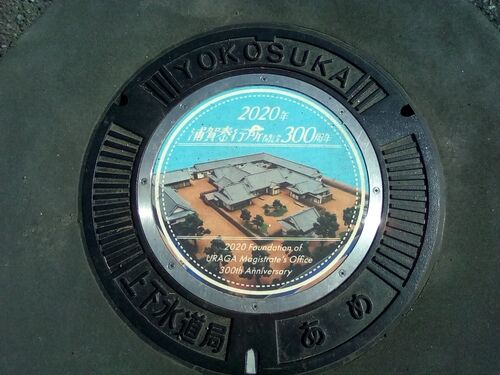 YOKOSUKA
2020年
浦賀奉行所開設300周年
2020 Foundation of
URAGA Magistrate's Office
300th Anniversary
上下水道局
あめ